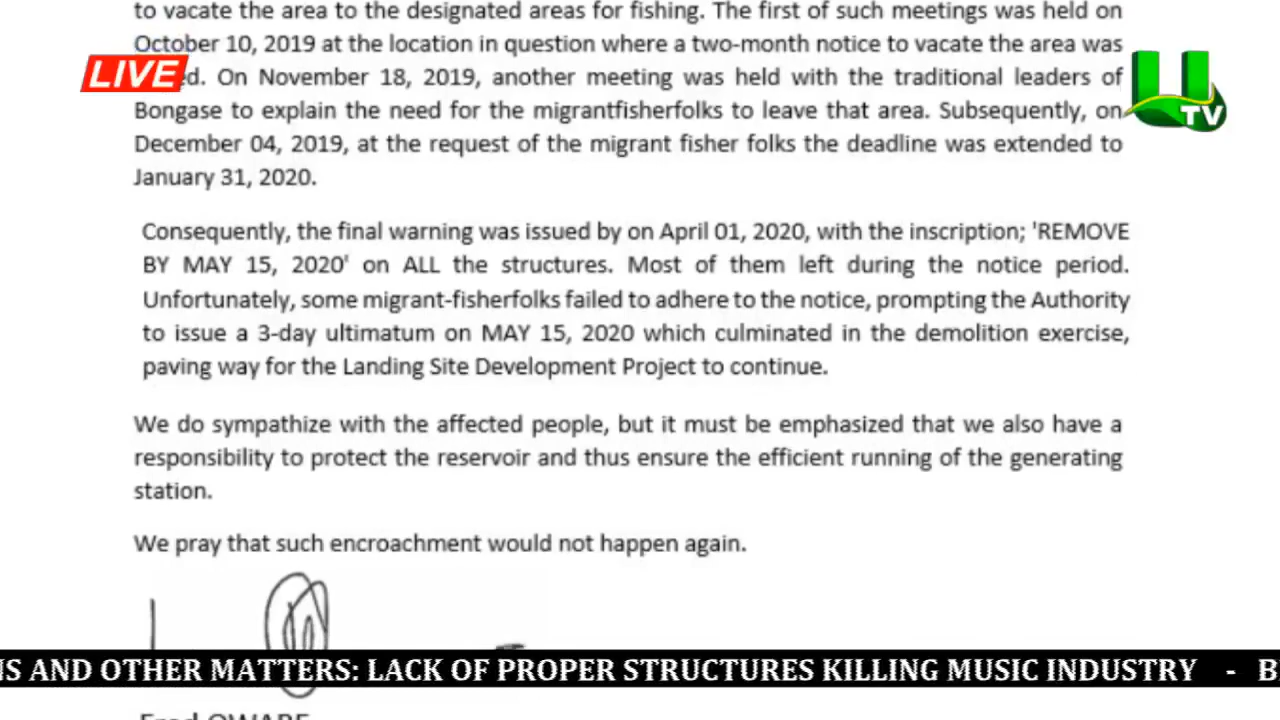 to vacate the area to the designated areas for fishing. The first of such meetings was held on
October 10, 2019 at the location in question where a two-month notice to vacate the area was
LIVE
d. On November 18, 2019, another meeting was held with the traditional leaders of
U
TV
Bongase to explain the need for the migrantfisherfolks to leave that area. Subsequently, on
December 04, 2019, at the request of the migrant fisher folks the deadline was extended to
January 31, 2020.
Consequently, the final warning was issued by on April 01, 2020, with the inscription; 'REMOVE
BY MAY 15, 2020' on ALL the structures. Most of them left during the notice period.
Unfortunately, some migrant-fisherfolks failed to adhere to the notice, prompting the Authority
to issue a 3-day ultimatum on MAY 15, 2020 which culminated in the demolition exercise,
paving way for the Landing Site Development Project to continue.
We do sympathize with the affected people, but it must be emphasized that we also have a
responsibility to protect the reservoir and thus ensure the efficient running of the generating
station.
We pray that such encroachment would not happen again.
AND OTHER MATTERS: LACK OF PROPER STRUCTURES KILLING MUSIC INDUSTRY -